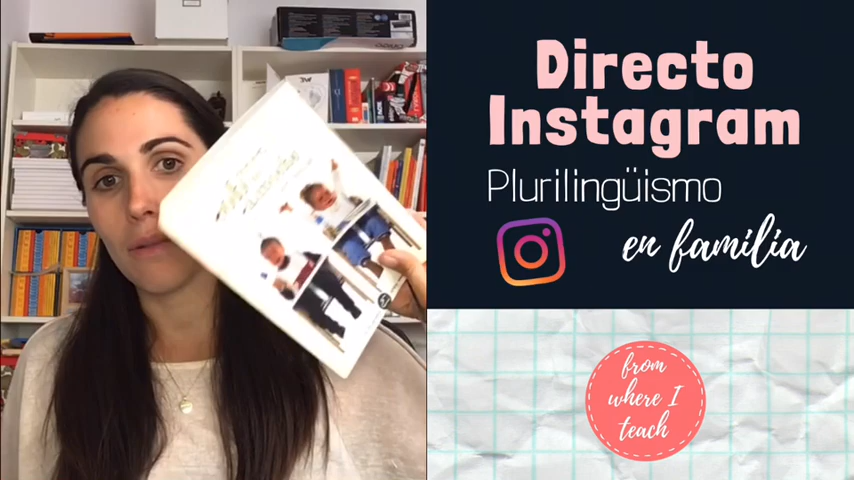 Directo
Instagram
Plurilingüismo
en familia
from
where I
teach